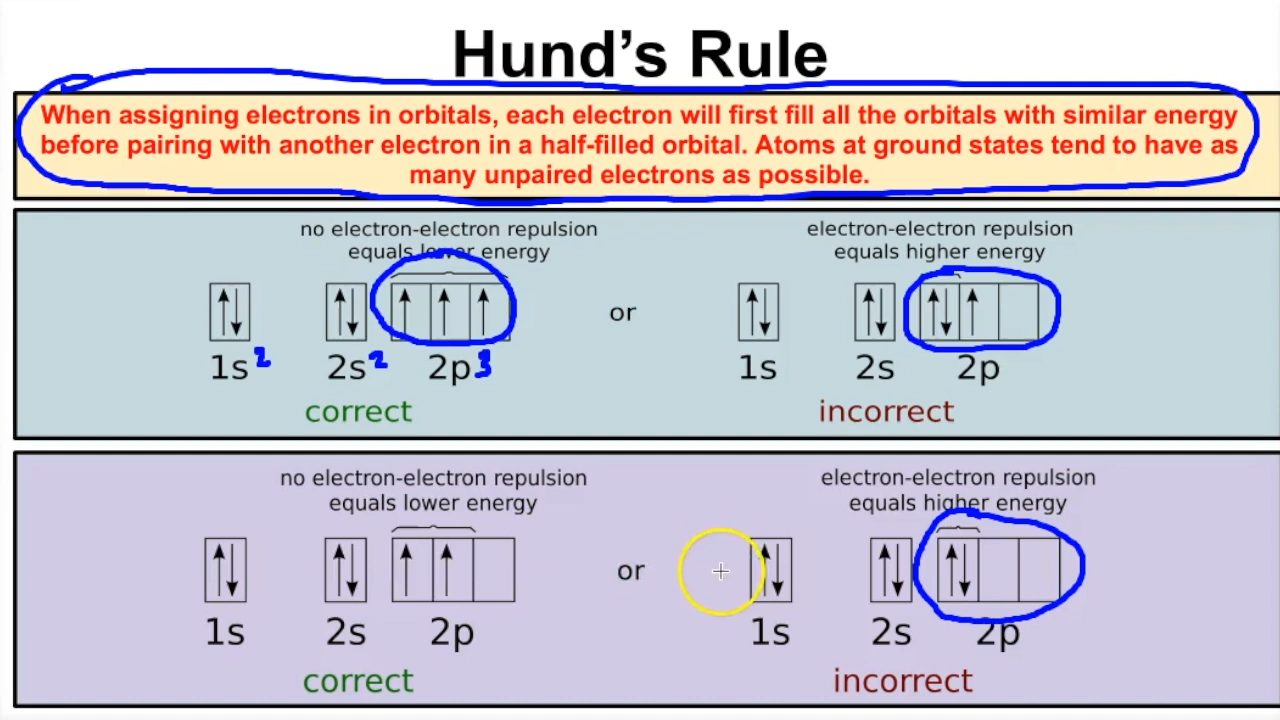 Hund's Rule
When assigning electrons in orbitals, each electron will first fill all the orbitals with similar energy
before pairing with another electron in a half-filled orbital. Atoms at ground states tend to have as
many unpaired electrons as possible.
no electron-electron repulsion
equals lower energy
electron-electron repulsion
equals higher energy
or
1s² 2s² 2p³
1s 2s 2p
correct
incorrect
no electron-electron repulsion
equals lower energy
electron-electron repulsion
equals higher energy
or
1s 2s 2p
1s 2s 2p
correct
incorrect